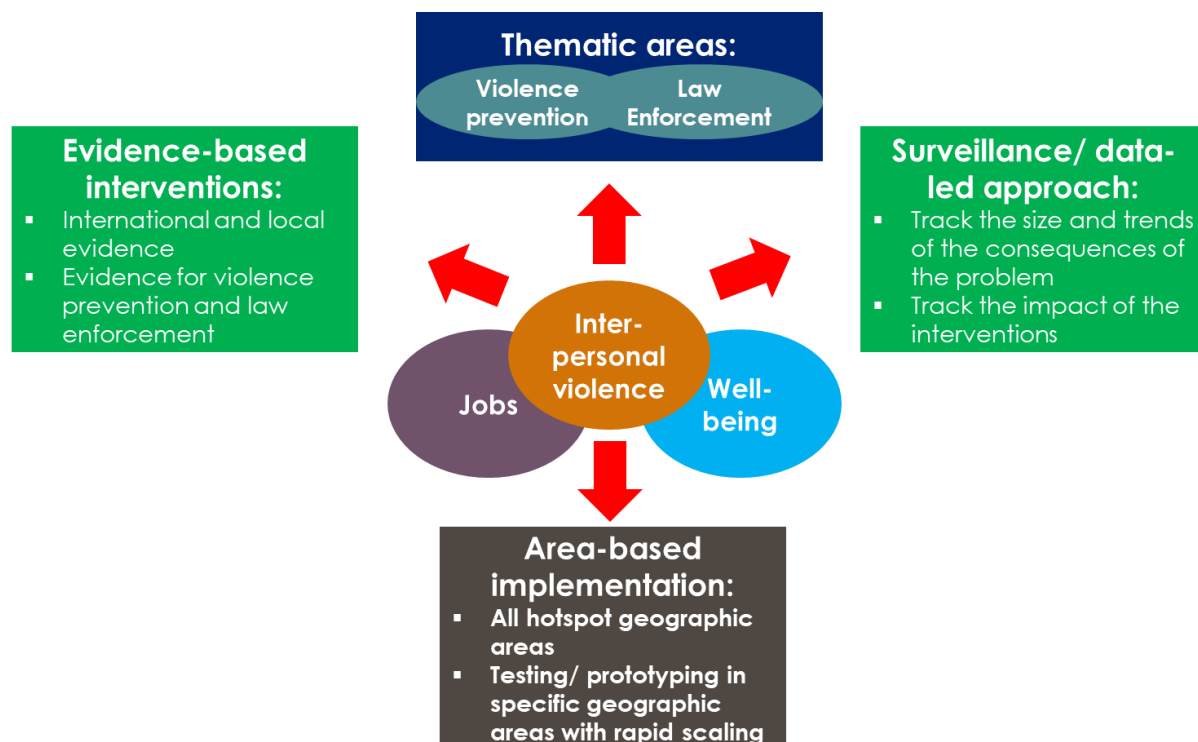 Thematic areas:
Violence
prevention
Law
Enforcement
Evidence-based
interventions:
▪ International and local
evidence
▪ Evidence for violence
prevention and law
enforcement
Surveillance/ data-
led approach:
▪ Track the size and trends
of the consequences of
the problem
▪ Track the impact of the
interventions
Inter-
personal
violence
Jobs
Well-
being
Area-based
implementation:
▪ All hotspot geographic
areas
▪ Testing/ prototyping in
specific geographic
areas with rapid scaling